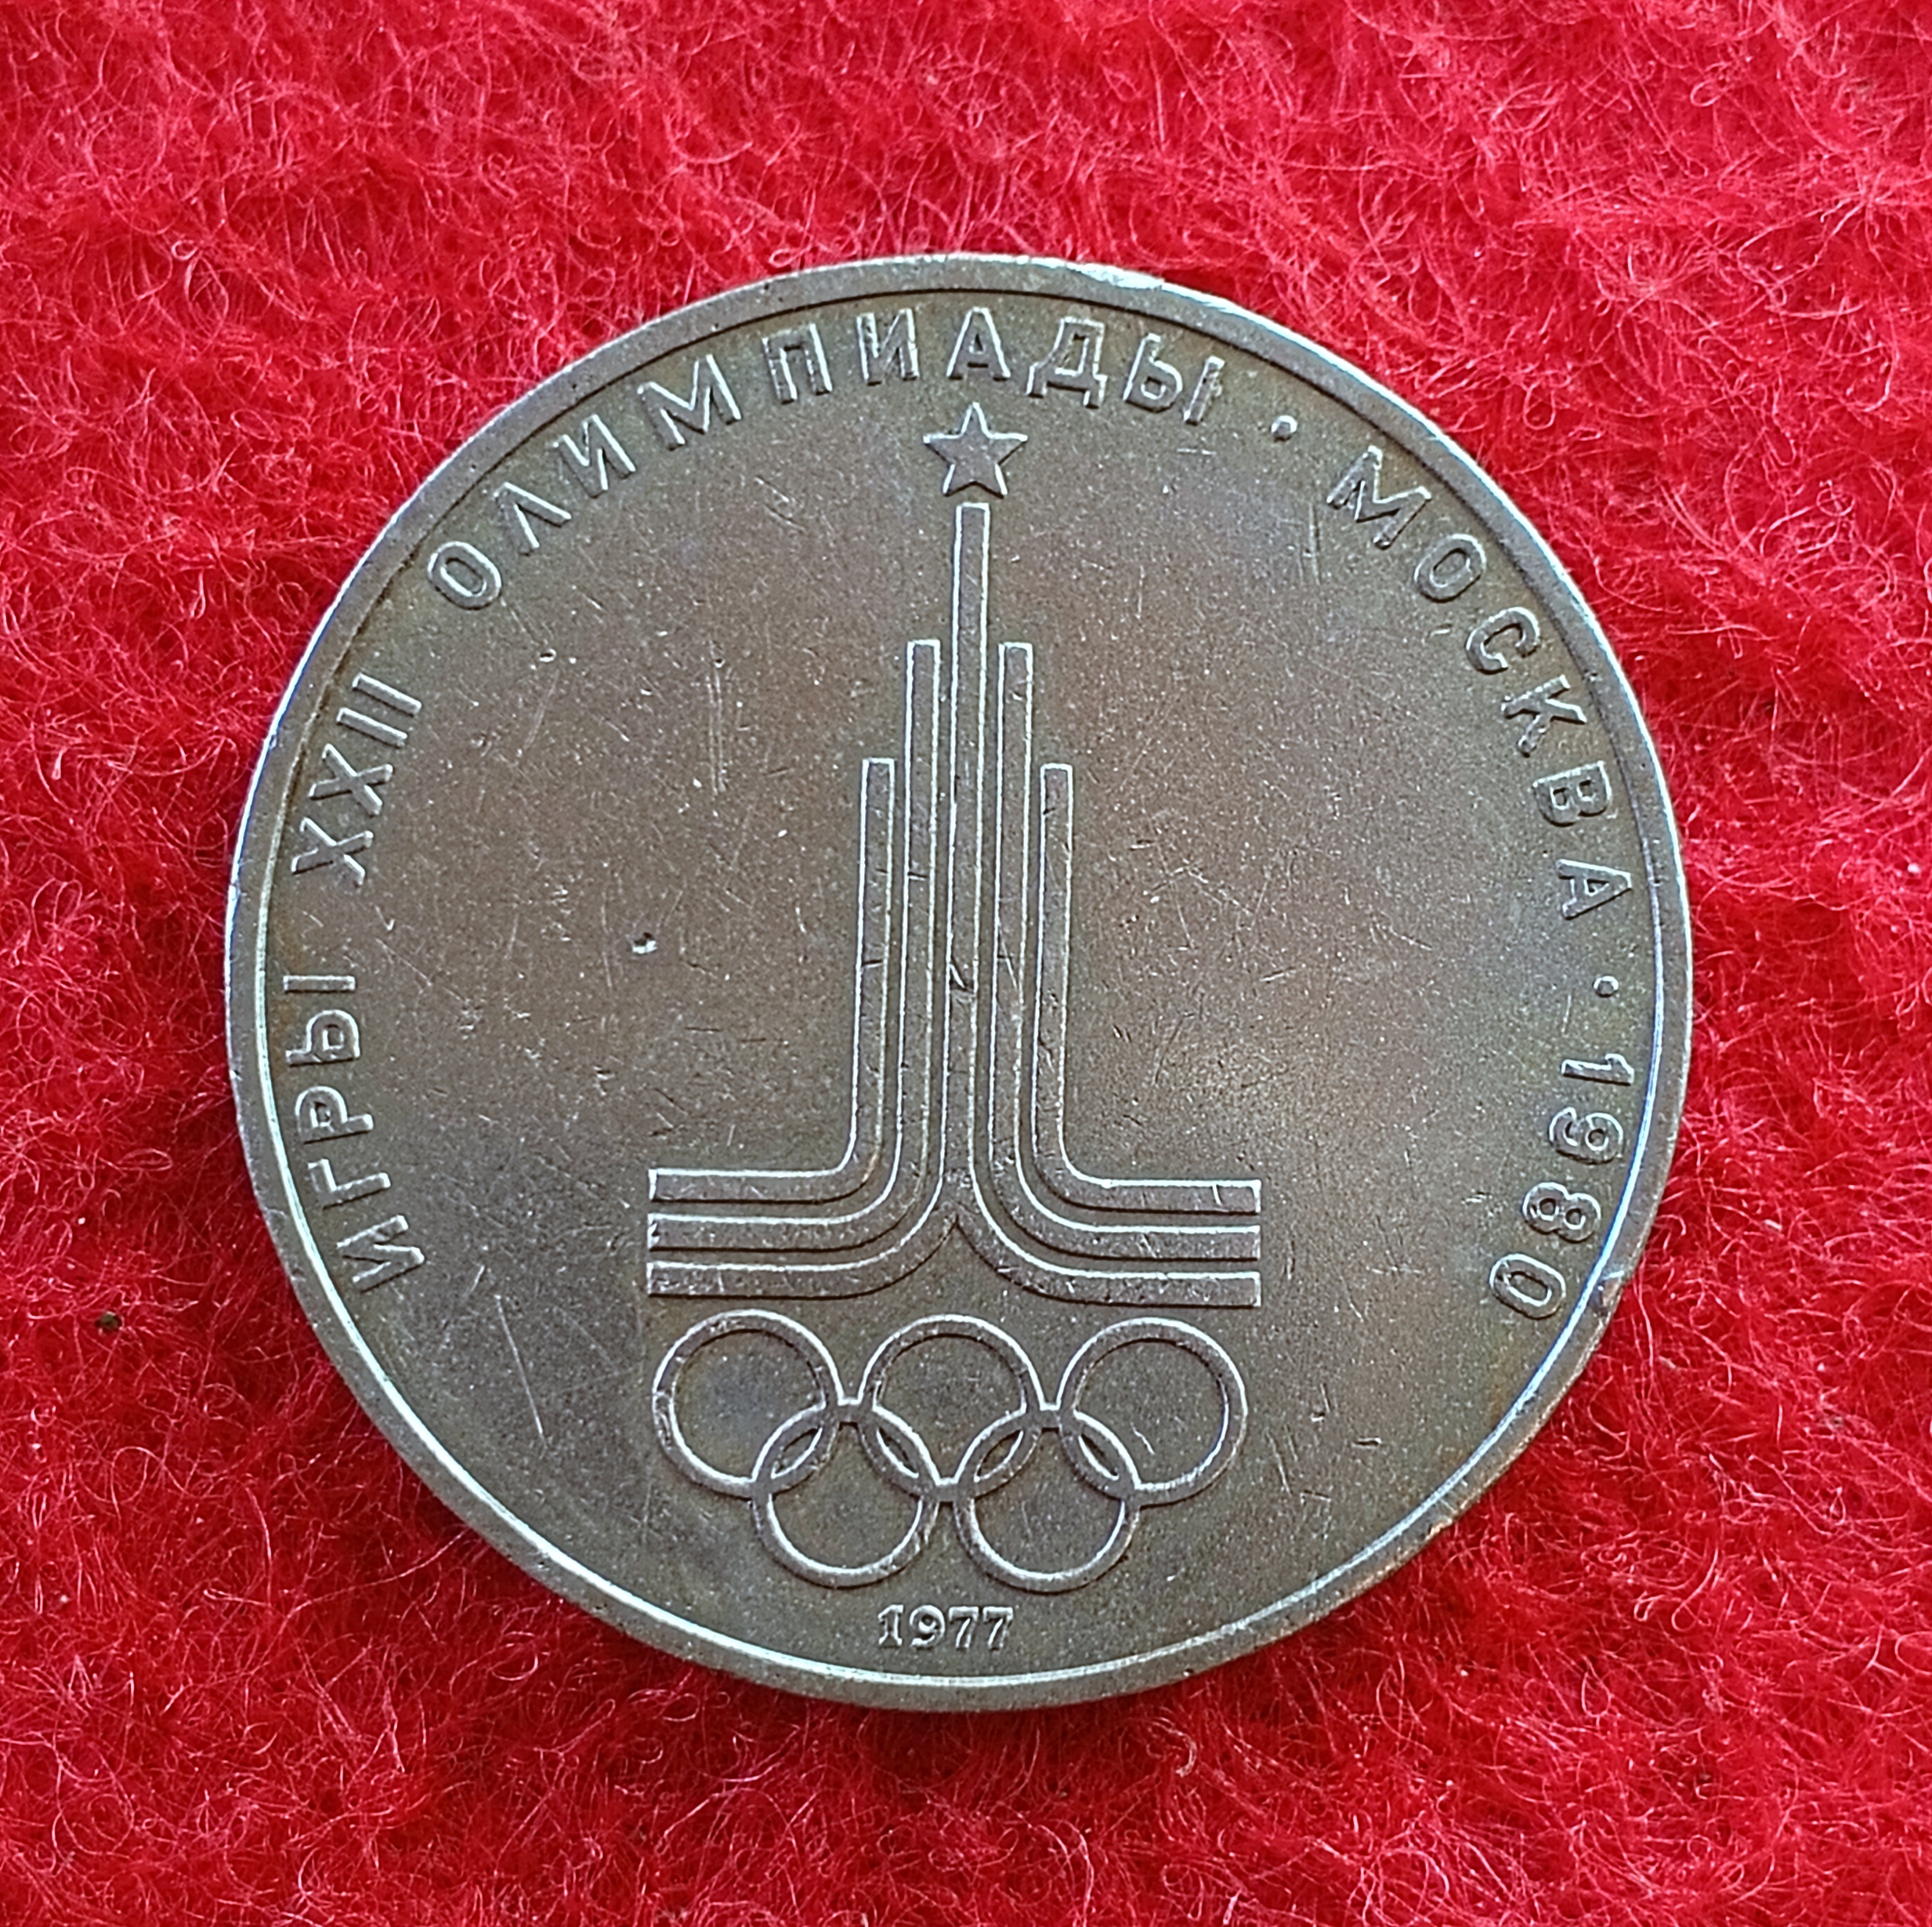 ИГРЫ XXII ОЛИМПИАДЫ · МОСКВА · 1980
1977